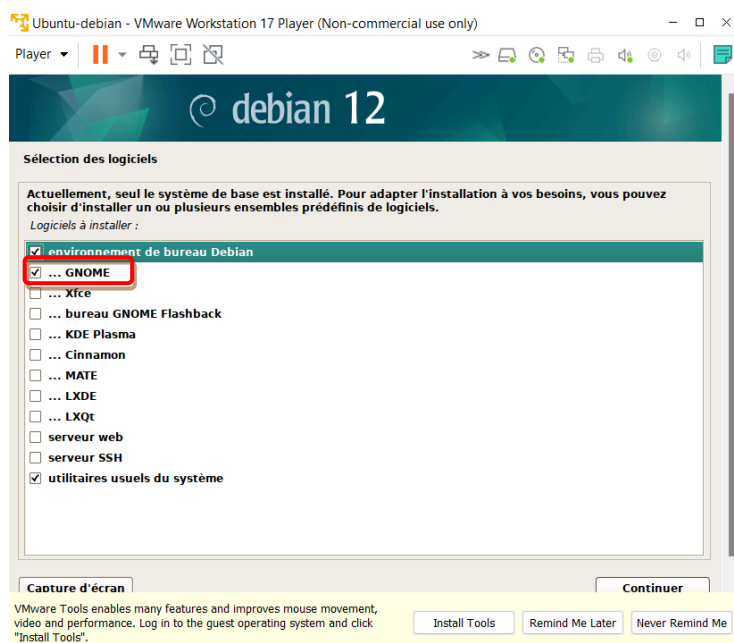 Ubuntu-debian - VMware Workstation 17 Player (Non-commercial use only)
Player
debian 12
Sélection des logiciels
Actuellement, seul le système de base est installé. Pour adapter l'installation à vos besoins, vous pouvez
choisir d'installer un ou plusieurs ensembles prédéfinis de logiciels.
Logiciels à installer :
environnement de bureau Debian
... GNOME
... Xfce
... bureau GNOME Flashback
... KDE Plasma
... Cinnamon
... MATE
... LXDE
... LXQt
serveur web
serveur SSH
utilitaires usuels du système
Capture d'écran
Continuer
VMware Tools enables many features and improves mouse movement,
video and performance. Log in to the guest operating system and click
"Install Tools".
Install Tools
Remind Me Later
Never Remind Me